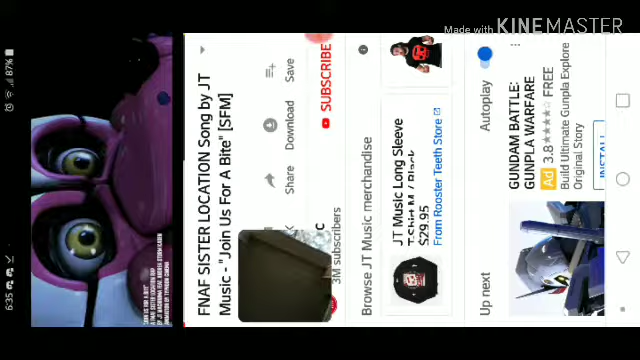 Made with KINEMASTER
6:35
87%
FNAF SISTER LOCATION Song by JT
Music- "Join Us For A Bite" [SFM]
Share
Download
Save
3M subscribers
SUBSCRIBE
Browse JT Music merchandise
JT Music Long Sleeve
T-Shirt M / Black
$29.95
From Rooster Teeth Store
Up next
Autoplay
GUNDAM BATTLE:
GUNPLA WARFARE
Ad 3.8 FREE
Build Ultimate Gunpla Explore
Original Story